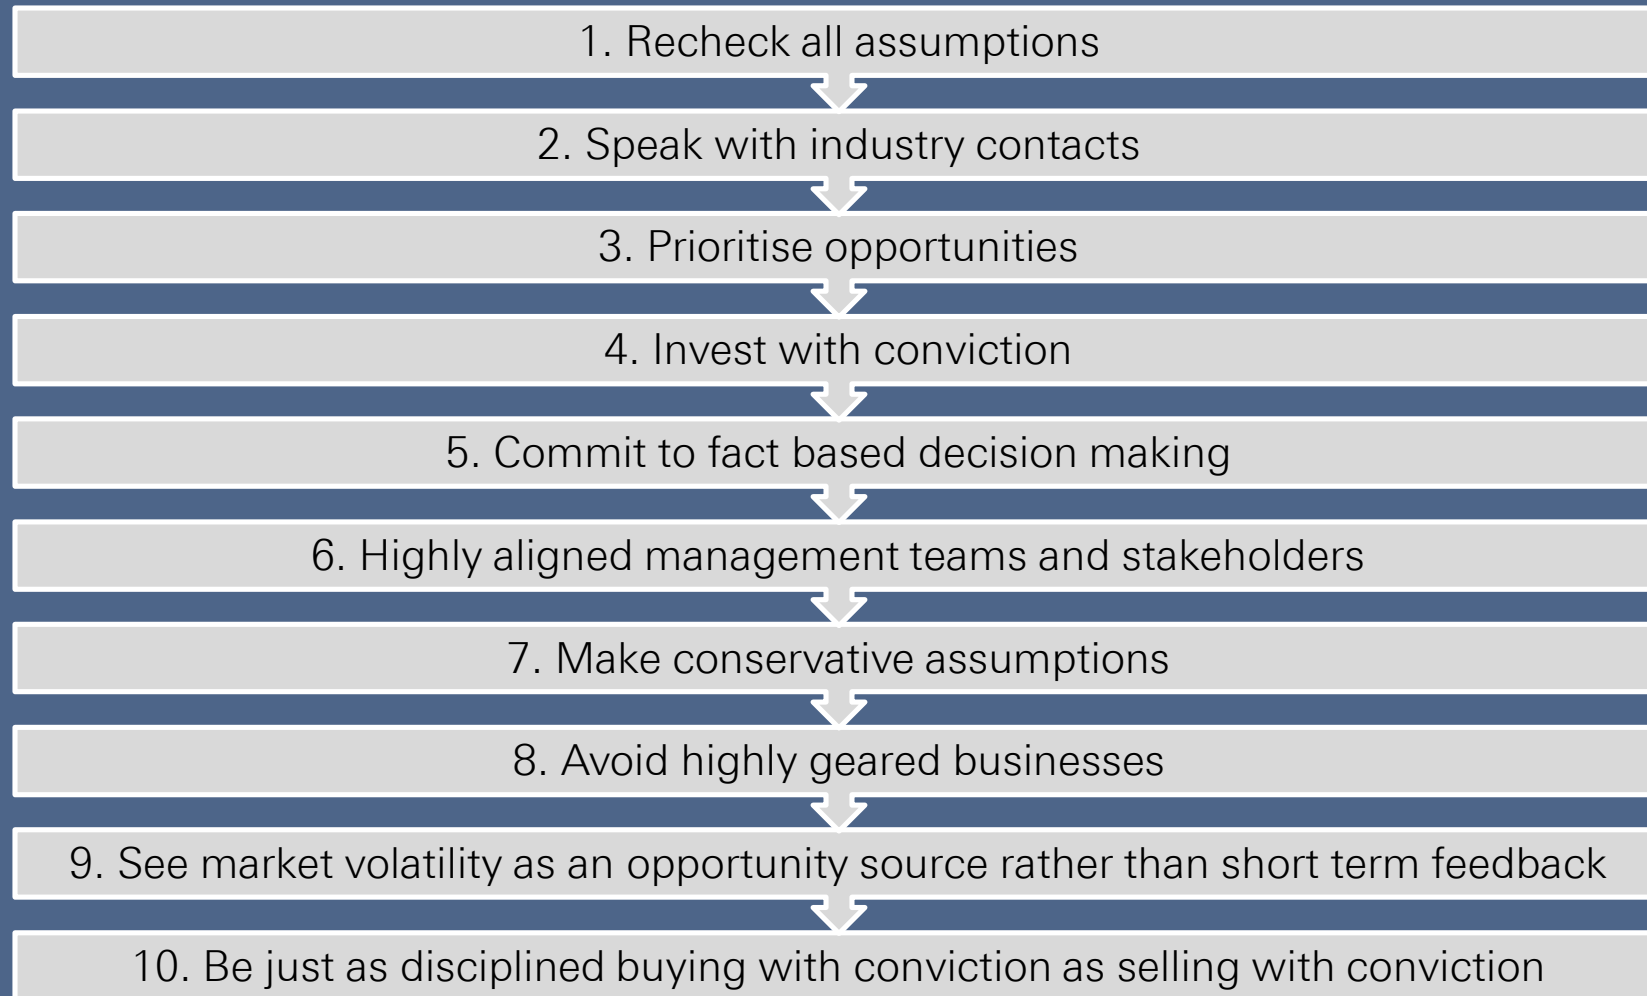 1. Recheck all assumptions
2. Speak with industry contacts
3. Prioritise opportunities
4. Invest with conviction
5. Commit to fact based decision making
6. Highly aligned management teams and stakeholders
7. Make conservative assumptions
8. Avoid highly geared businesses
9. See market volatility as an opportunity source rather than short term feedback
10. Be just as disciplined buying with conviction as selling with conviction